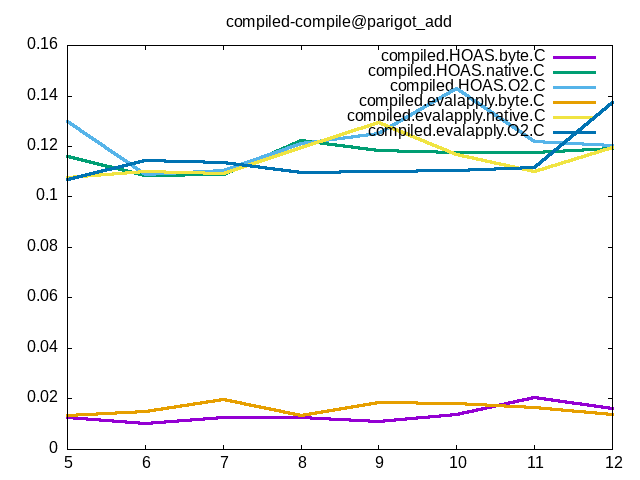 compiled-compile@parigot_add
0.16
0.14
0.12
0.1
0.08
0.06
0.04
0.02
0
compiled.HOAS.byte.C
compiled.HOAS.native.C
compiled.HOAS.O2.C
compiled.evalapply.byte.C
compiled.evalapply.native.C
compiled.evalapply.O2.C
5 6 7 8 9 10 11 12